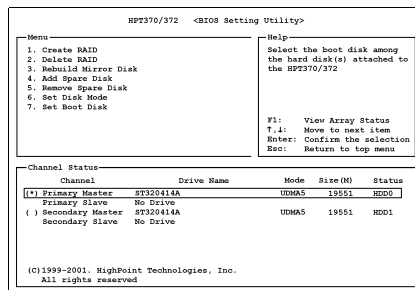 HPT370/372 <BIOS Setting Utility>
Menu
1. Create RAID
2. Delete RAID
3. Rebuild Mirror Disk
4. Add Spare Disk
5. Remove Spare Disk
6. Set Disk Mode
7. Set Boot Disk
Help
Select the boot disk among
the hard disk(s) attached to
the HPT370/372
F1: View Array Status
↑,↓: Move to next item
Enter: Confirm the selection
Esc: Return to top menu
Channel Status
Channel Drive Name Mode Size(M) Status
(*) Primary Master ST320414A UDMA5 19551 HDD0
Primary Slave No Drive
( ) Secondary Master ST320414A UDMA5 19551 HDD1
Secondary Slave No Drive
(C)1999-2001. HighPoint Technologies, Inc.
All rights reserved